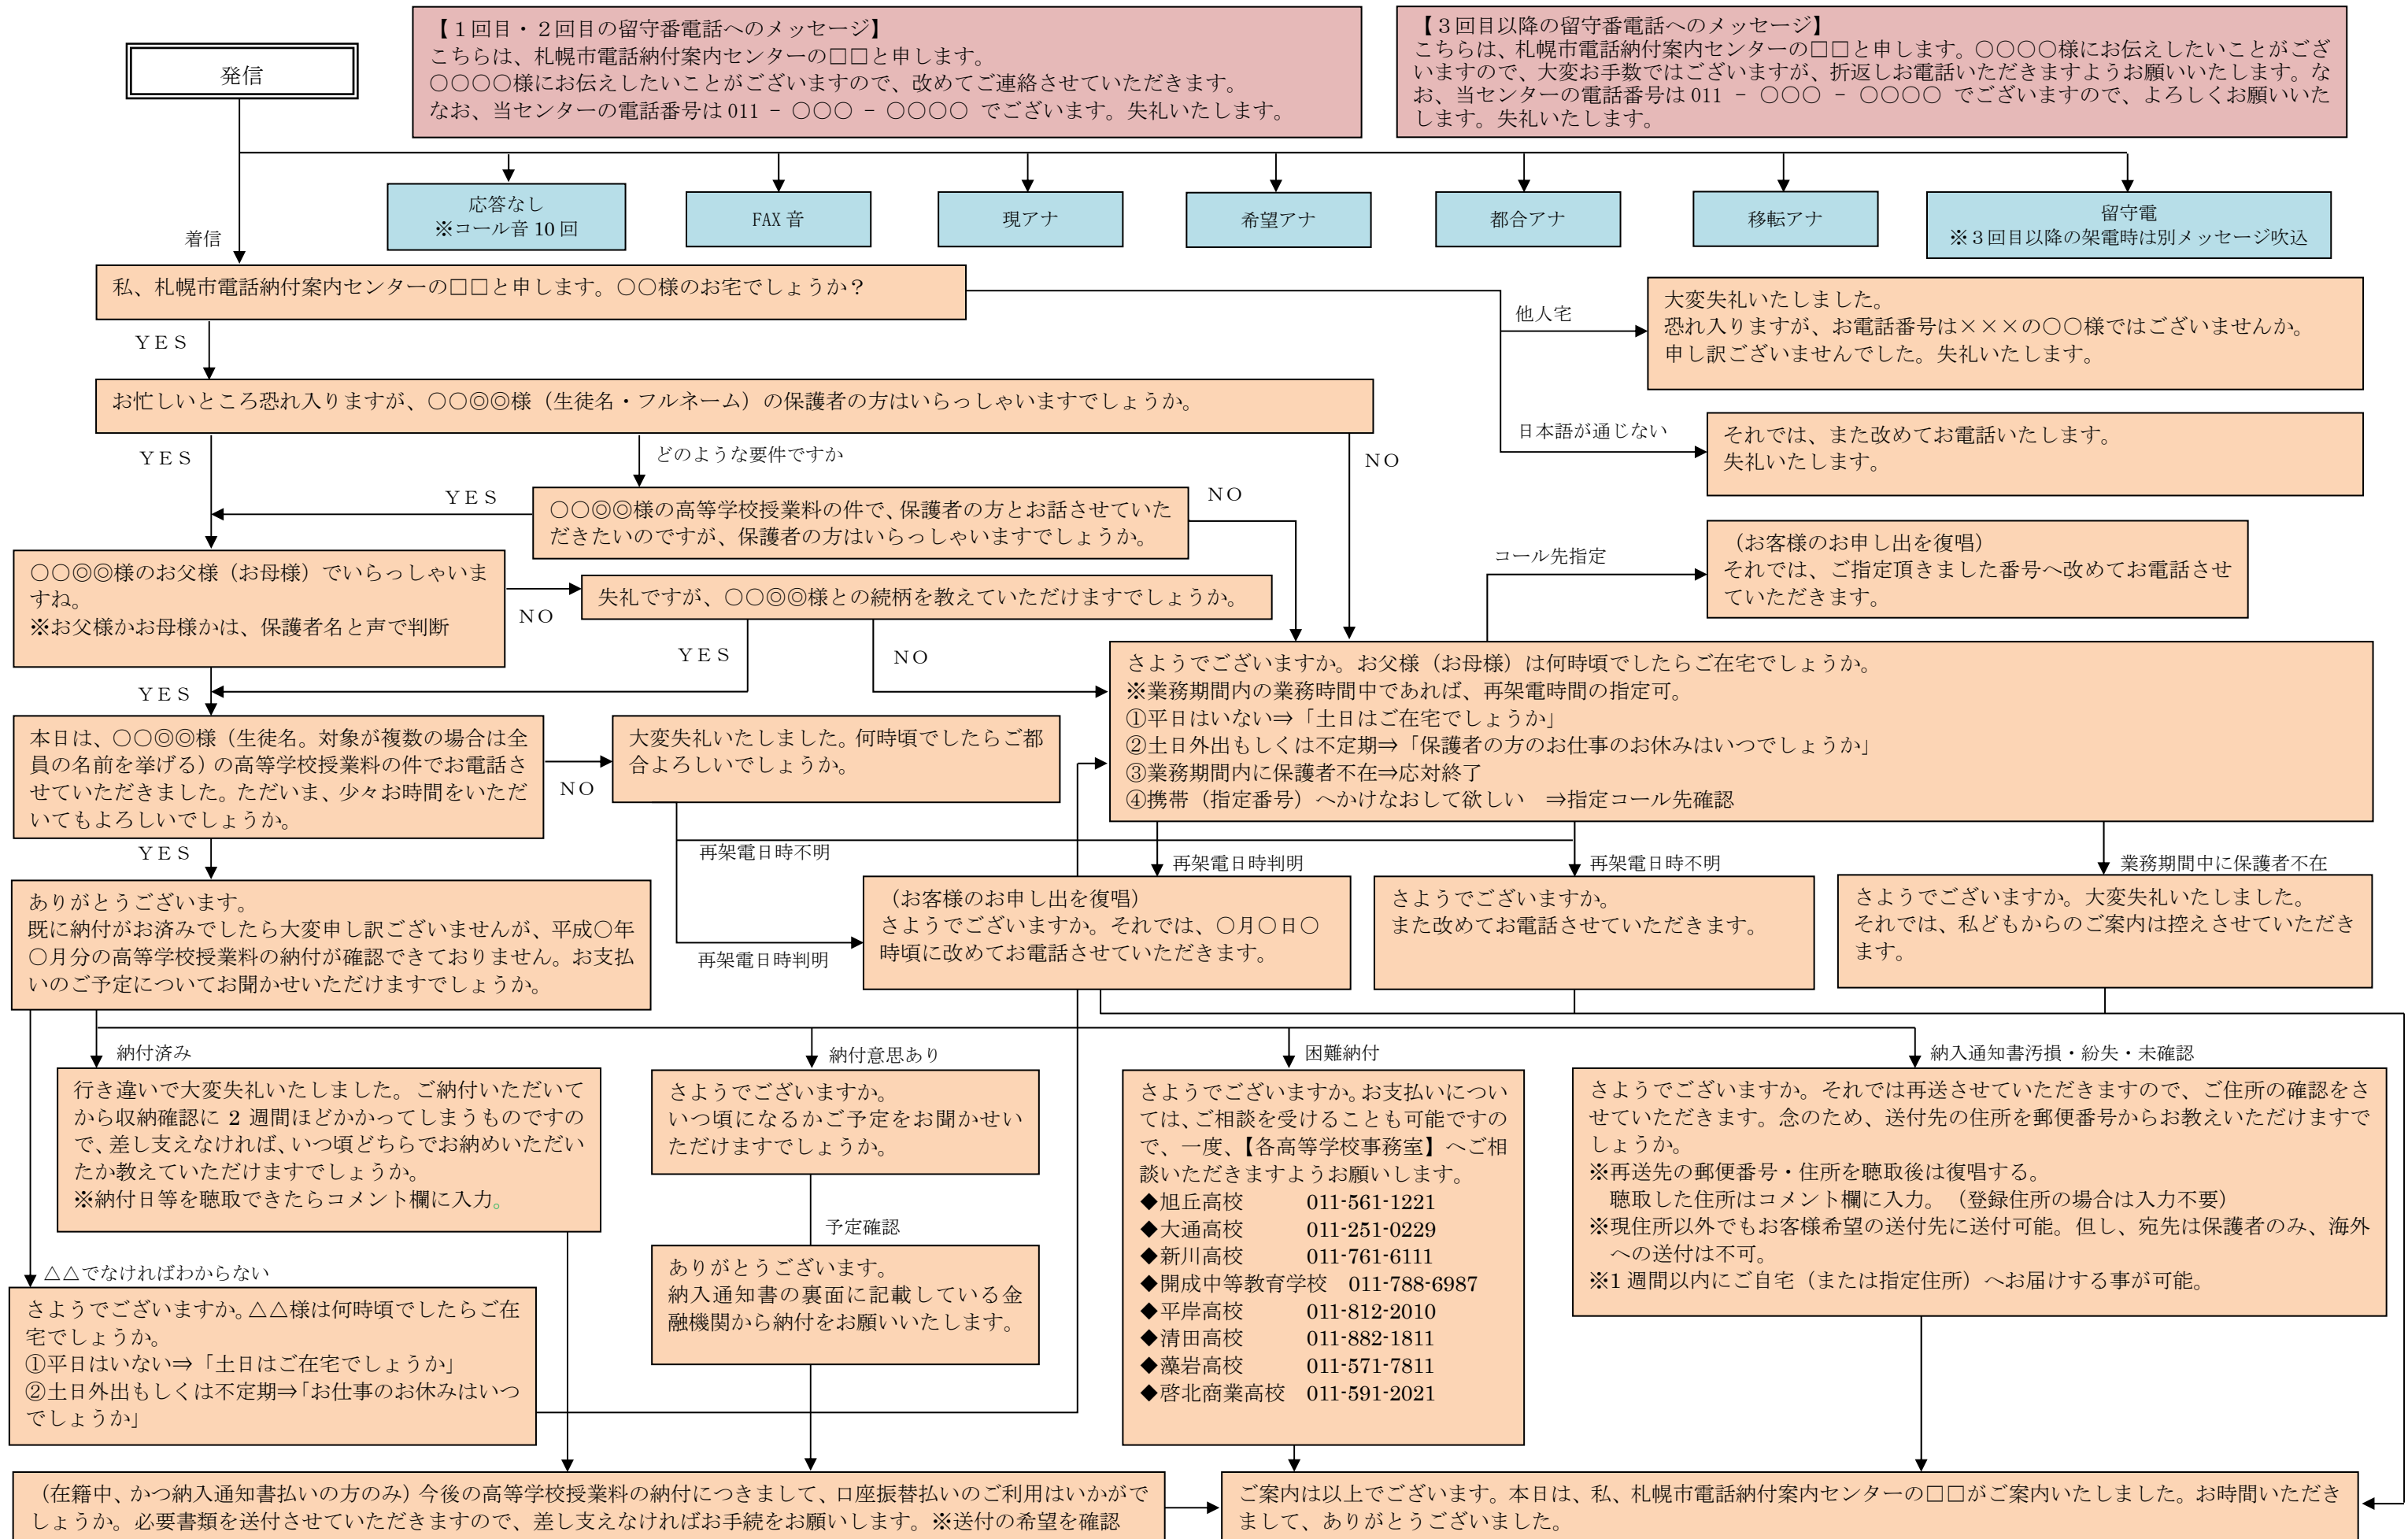 発信
【１回目・２回目の留守番電話へのメッセージ】
こちらは、札幌市電話納付案内センターの□□と申します。
○○○○様にお伝えしたいことがございますので、改めてご連絡させていただきます。
なお、当センターの電話番号は 011 － ○○○ － ○○○○ でございます。失礼いたします。
【３回目以降の留守番電話へのメッセージ】
こちらは、札幌市電話納付案内センターの□□と申します。○○○○様にお伝えしたいことがござ
いますので、大変お手数ではございますが、折返しお電話いただきますようお願いいたします。な
お、当センターの電話番号は 011 － ○○○ － ○○○○ でございますので、よろしくお願いいた
します。失礼いたします。
応答なし
※コール音 10 回
FAX 音
現アナ
希望アナ
都合アナ
移転アナ
留守電
※３回目以降の架電時は別メッセージ吹込
着信
私、札幌市電話納付案内センターの□□と申します。○○様のお宅でしょうか？
他人宅
大変失礼いたしました。
恐れ入りますが、お電話番号は×××の○○様ではございませんか。
申し訳ございませんでした。失礼いたします。
ＹＥＳ
お忙しいところ恐れ入りますが、○○◎◎様（生徒名・フルネーム）の保護者の方はいらっしゃいますでしょうか。
日本語が通じない
それでは、また改めてお電話いたします。
失礼いたします。
ＹＥＳ
どのような要件ですか
ＮＯ
ＹＥＳ
○○◎◎様の高等学校授業料の件で、保護者の方とお話させていた
だきたいのですが、保護者の方はいらっしゃいますでしょうか。
ＮＯ
コール先指定
（お客様のお申し出を復唱）
それでは、ご指定頂きました番号へ改めてお電話させ
ていただきます。
○○◎◎様のお父様（お母様）でいらっしゃいま
すね。
※お父様かお母様かは、保護者名と声で判断
ＮＯ
失礼ですが、○○◎◎様との続柄を教えていただけますでしょうか。
ＹＥＳ
ＮＯ
さようでございますか。お父様（お母様）は何時頃でしたらご在宅でしょうか。
※業務期間内の業務時間中であれば、再架電時間の指定可。
①平日はいない⇒「土日はご在宅でしょうか」
②土日外出もしくは不定期⇒「保護者の方のお仕事のお休みはいつでしょうか」
③業務期間内に保護者不在⇒応対終了
④携帯（指定番号）へかけなおして欲しい　⇒指定コール先確認
ＹＥＳ
本日は、○○◎◎様（生徒名。対象が複数の場合は全
員の名前を挙げる）の高等学校授業料の件でお電話さ
せていただきました。ただいま、少々お時間をいただ
いてもよろしいでしょうか。
ＮＯ
大変失礼いたしました。何時頃でしたらご都
合よろしいでしょうか。
ＹＥＳ
再架電日時不明
再架電日時判明
再架電日時不明
業務期間中に保護者不在
ありがとうございます。
既に納付がお済みでしたら大変申し訳ございませんが、平成○年
○月分の高等学校授業料の納付が確認できておりません。お支払
いのご予定についてお聞かせいただけますでしょうか。
再架電日時判明
（お客様のお申し出を復唱）
さようでございますか。それでは、○月○日○
時頃に改めてお電話させていただきます。
さようでございますか。
また改めてお電話させていただきます。
さようでございますか。大変失礼いたしました。
それでは、私どもからのご案内は控えさせていただき
ます。
納付済み
行き違いで大変失礼いたしました。ご納付いただいて
から収納確認に 2 週間ほどかかってしまうものですの
で、差し支えなければ、いつ頃どちらでお納めいただい
たか教えていただけますでしょうか。
※納付日等を聴取できたらコメント欄に入力。
納付意思あり
さようでございますか。
いつ頃になるかご予定をお聞かせい
ただけますでしょうか。
予定確認
ありがとうございます。
納入通知書の裏面に記載している金
融機関から納付をお願いいたします。
困難納付
さようでございますか。お支払いについ
ては、ご相談を受けることも可能ですの
で、一度、【各高等学校事務室】へご相
談いただきますようお願いします。
◆旭丘高校　011-561-1221
◆大通高校　011-251-0229
◆新川高校　011-761-6111
◆開成中等教育学校　011-788-6987
◆平岸高校　011-812-2010
◆清田高校　011-882-1811
◆藻岩高校　011-571-7811
◆啓北商業高校　011-591-2021
納入通知書汚損・紛失・未確認
さようでございますか。それでは再送させていただきますので、ご住所の確認をさ
せていただきます。念のため、送付先の住所を郵便番号からお教えいただけますで
しょうか。
※再送先の郵便番号・住所を聴取後は復唱する。
聴取した住所はコメント欄に入力。（登録住所の場合は入力不要）
※現住所以外でもお客様希望の送付先に送付可能。但し、宛先は保護者のみ、海外
への送付は不可。
※1 週間以内にご自宅（または指定住所）へお届けする事が可能。
△△でなければわからない
さようでございますか。△△様は何時頃でしたらご在
宅でしょうか。
①平日はいない⇒「土日はご在宅でしょうか」
②土日外出もしくは不定期⇒「お仕事のお休みはいつ
でしょうか」
（在籍中、かつ納入通知書払いの方のみ）今後の高等学校授業料の納付につきまして、口座振替払いのご利用はいかがで
しょうか。必要書類を送付させていただきますので、差し支えなければお手続をお願いします。※送付の希望を確認
ご案内は以上でございます。本日は、私、札幌市電話納付案内センターの□□がご案内いたしました。お時間いただき
まして、ありがとうございました。